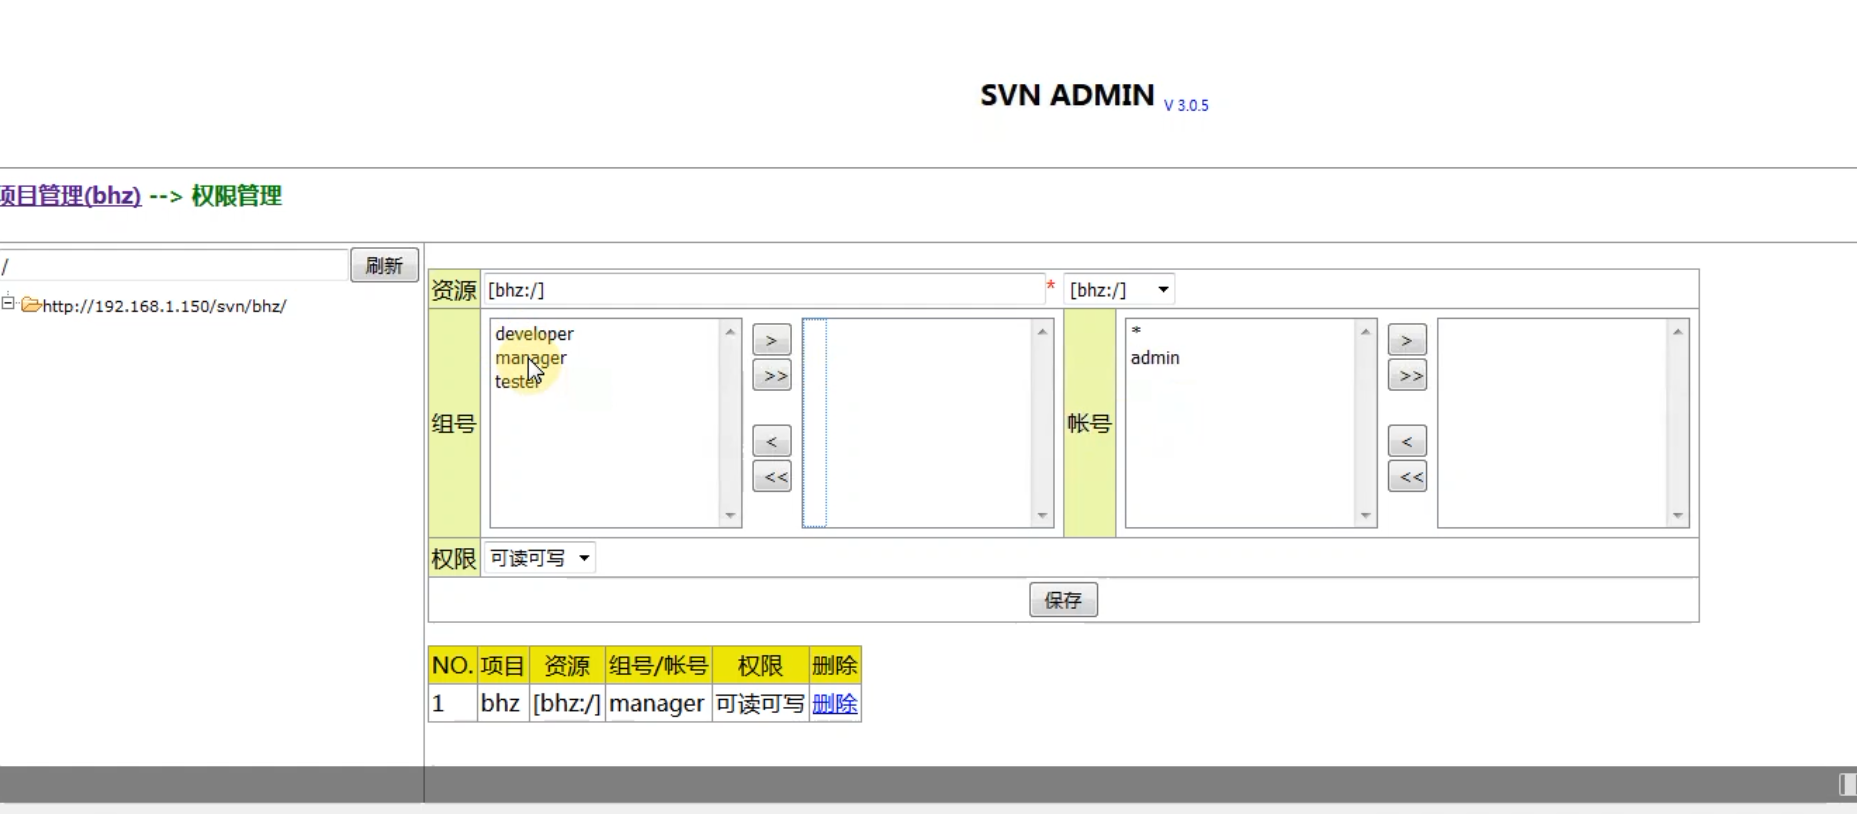 SVN ADMIN V 3.0.5
项目管理(bhz) --> 权限管理
/ 刷新
http://192.168.1.150/svn/bhz/
资源 [bhz:/] * [bhz:/]
组号
developer
manager
tester
>
>>
<
<<
帐号
*
admin
>
>>
<
<<
权限 可读可写
保存
NO. 项目 资源 组号/帐号 权限 删除
1 bhz [bhz:/] manager 可读可写 删除